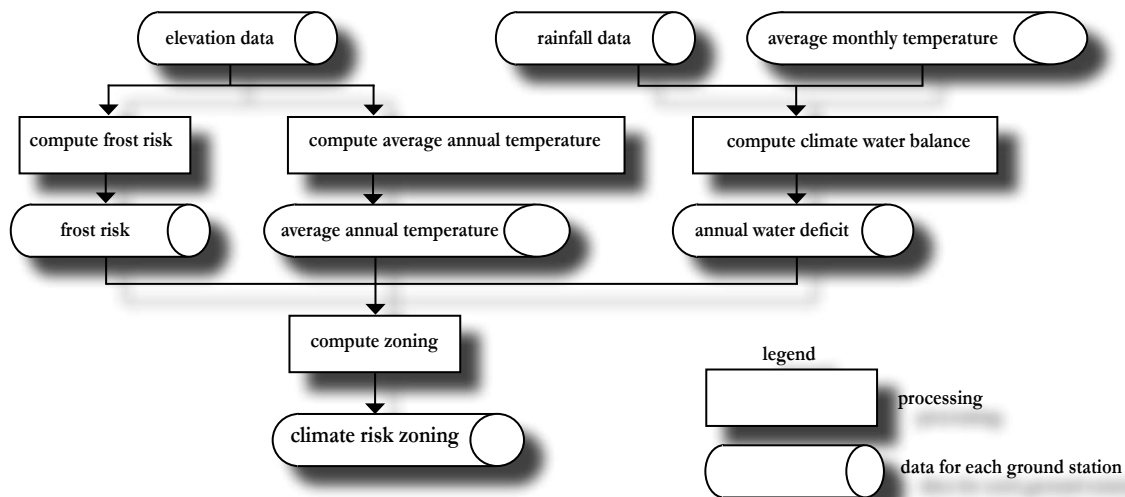 elevation data
rainfall data
average monthly temperature
compute frost risk
compute average annual temperature
compute climate water balance
frost risk
average annual temperature
annual water deficit
compute zoning
climate risk zoning
legend
processing
data for each ground station